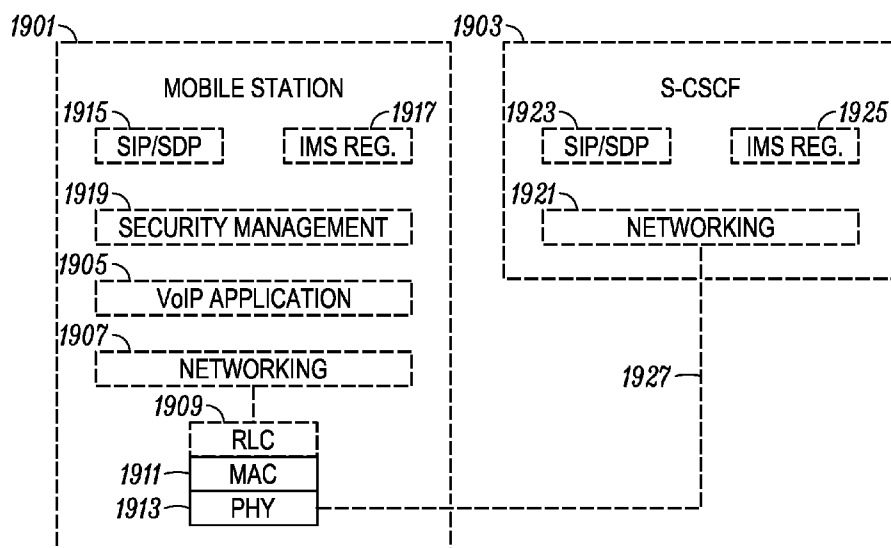 1901
1903
MOBILE STATION
S-CSCF
1915
1917
1923
1925
SIP/SDP
IMS REG.
SIP/SDP
IMS REG.
1919
1921
SECURITY MANAGEMENT
NETWORKING
1905
VoIP APPLICATION
1907
NETWORKING
1927
1909
RLC
1911
MAC
1913
PHY